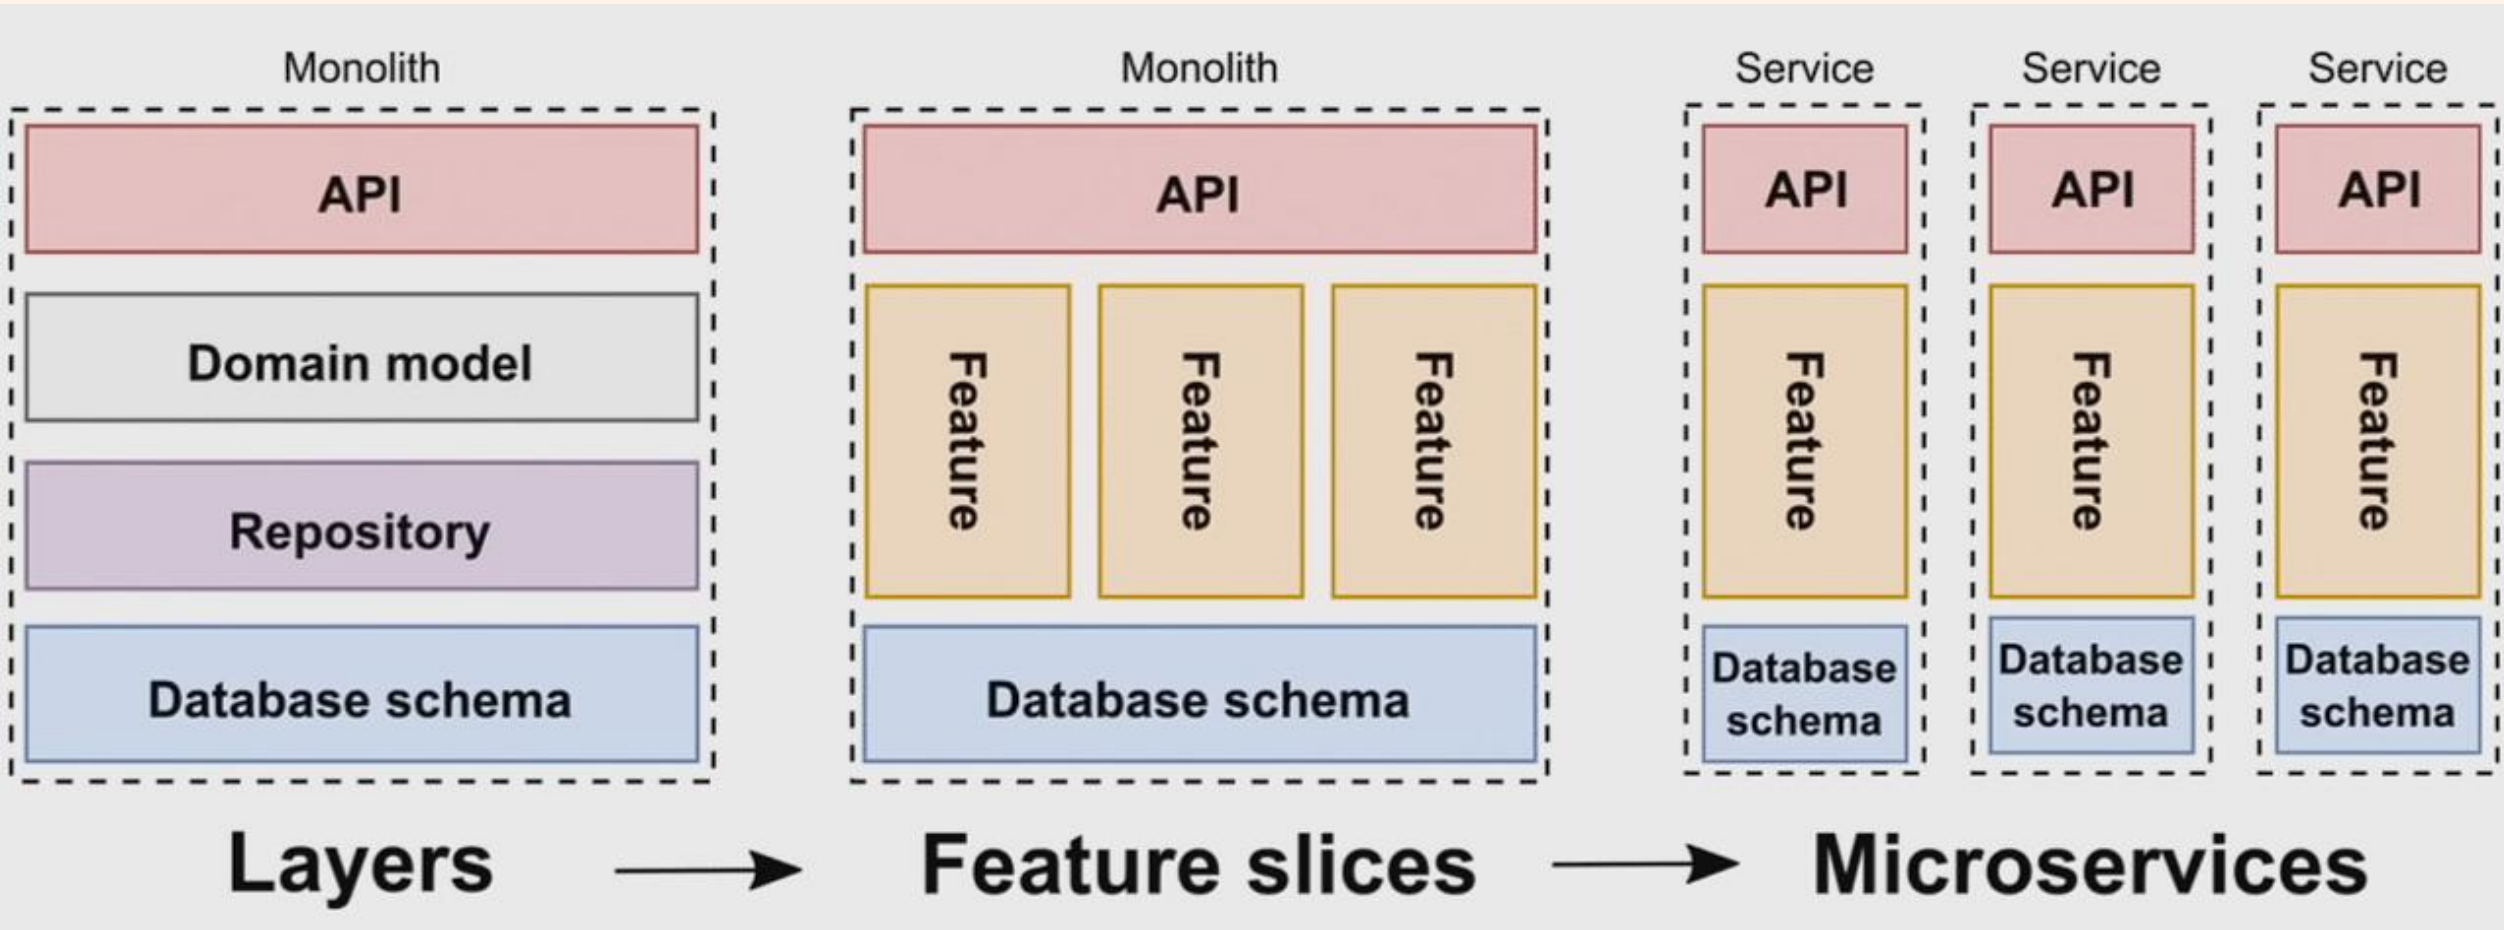 Monolith
API
Domain model
Repository
Database schema
Layers
Monolith
API
Feature
Feature
Feature
Database schema
Feature slices
Service
API
Feature
Database
schema
Service
API
Feature
Database
schema
Service
API
Feature
Database
schema
Microservices